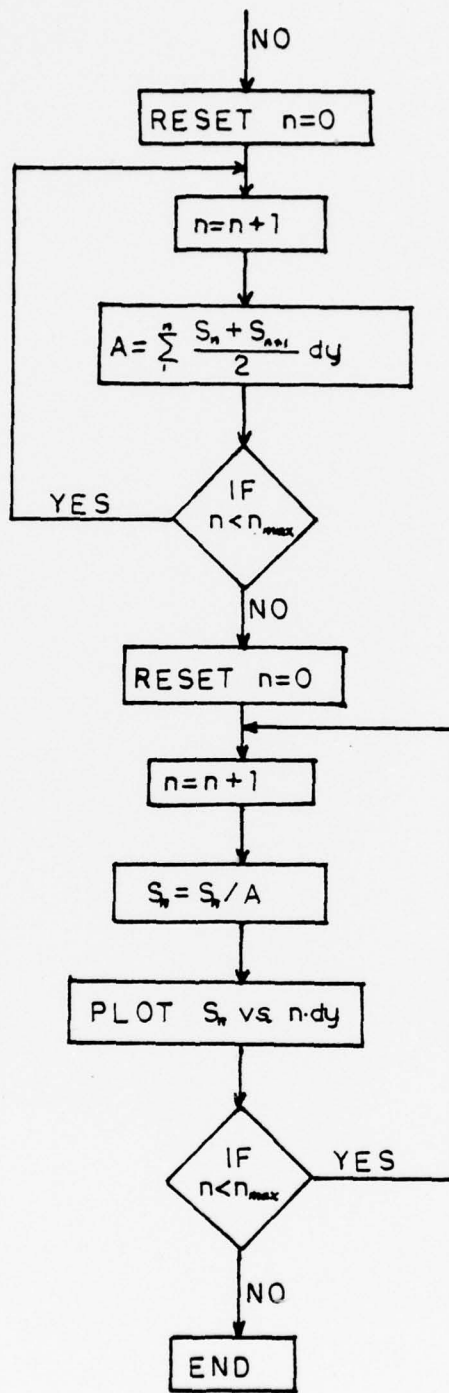 NO
RESET n=0
n=n+1
A= n∑1 (Sn + Sn+1)/2 dy
IF
YES n<nmax
NO
RESET n=0
n=n+1
Sn=Sn/A
PLOT Sn vs. n·dy
IF YES
n<nmax
NO
END